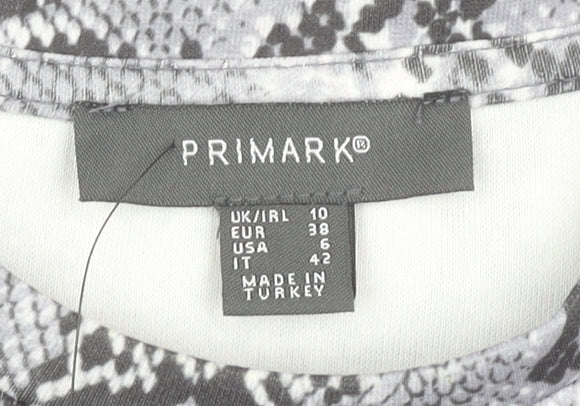 PRIMARK®
UK/IRL 10
EUR 38
USA 6
IT 42
MADE IN
TURKEY